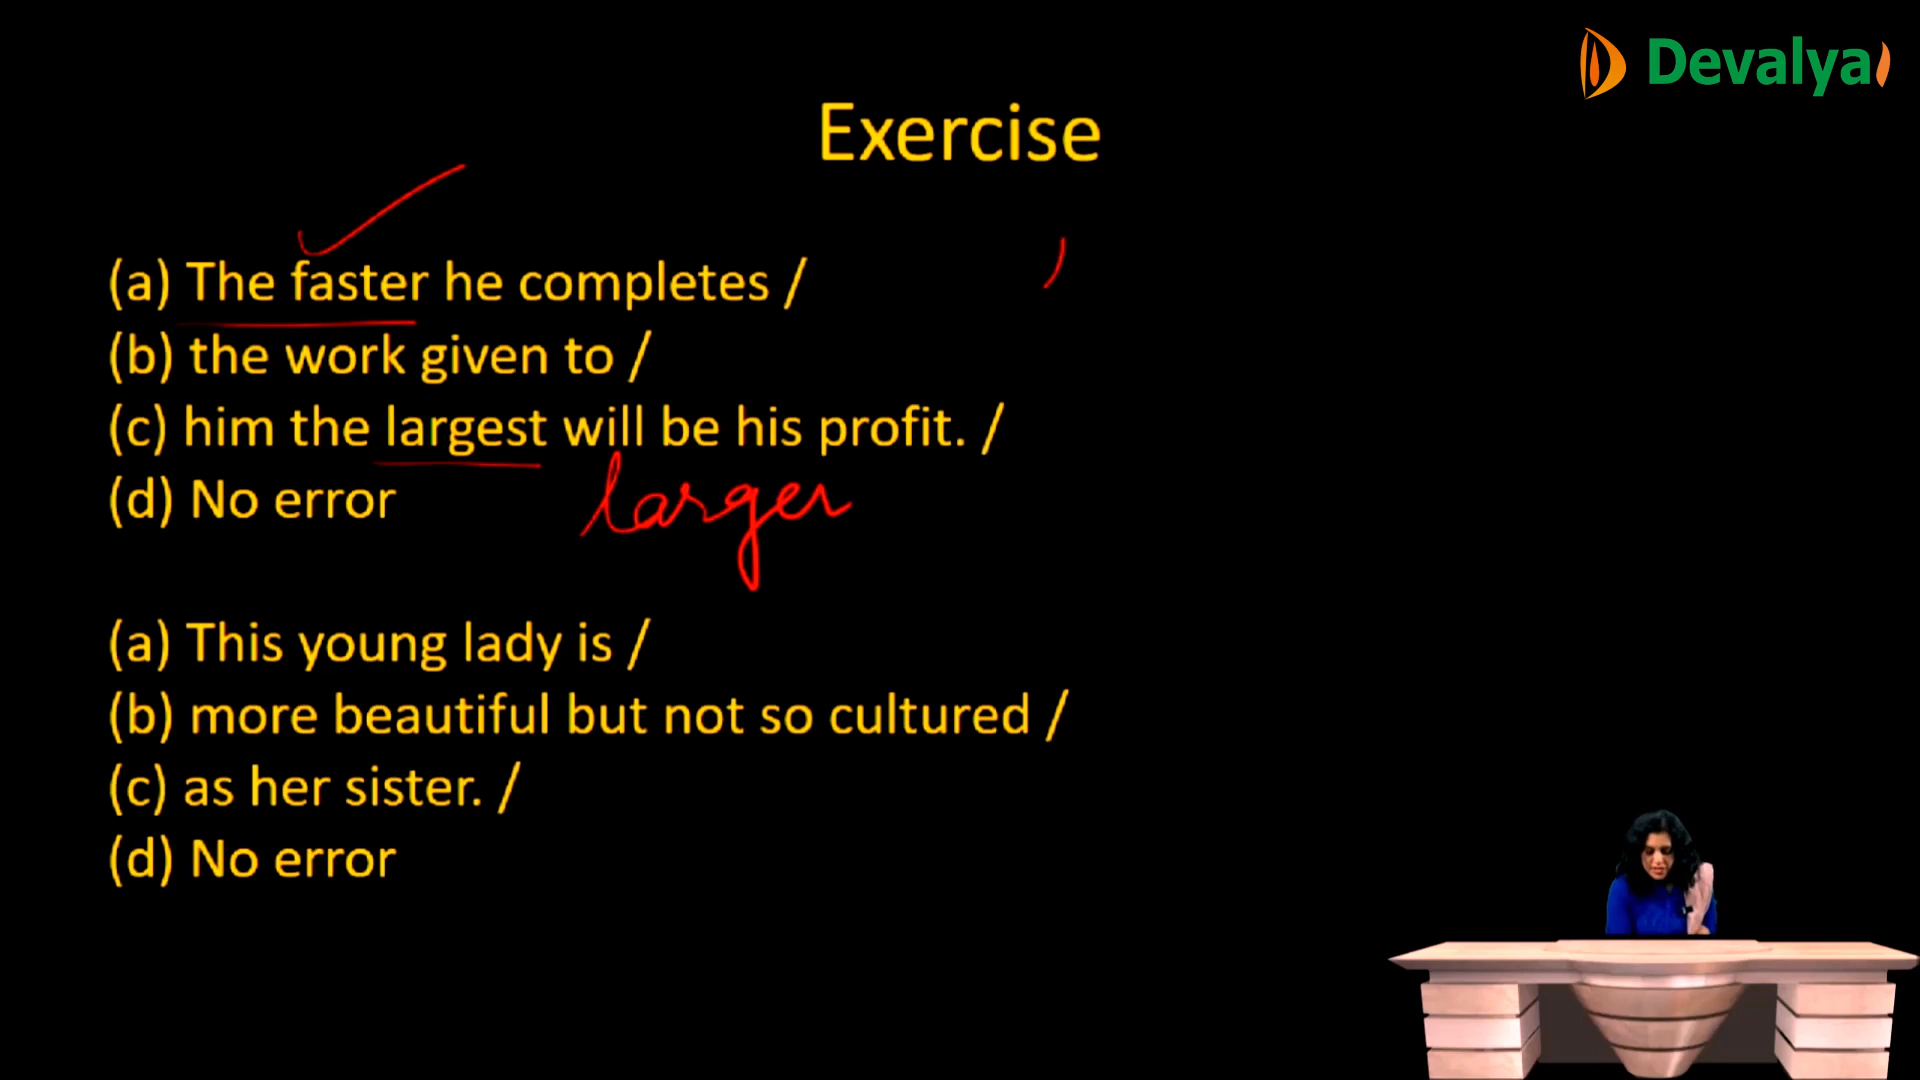 Devalya
Exercise
(a) The faster he completes /
(b) the work given to /
(c) him the largest will be his profit. /
(d) No error
larger
(a) This young lady is /
(b) more beautiful but not so cultured /
(c) as her sister. /
(d) No error